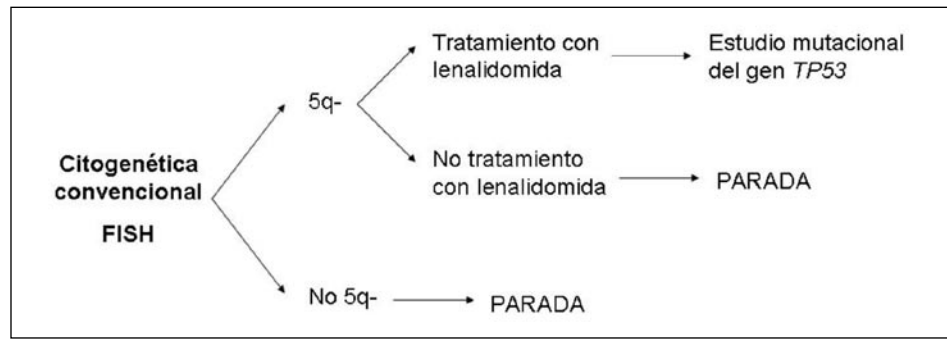 Tratamiento con
lenalidomida
Estudio mutacional
del gen TP53
5q-
Citogenética
convencional
FISH
No tratamiento
con lenalidomida
PARADA
No 5q-
PARADA